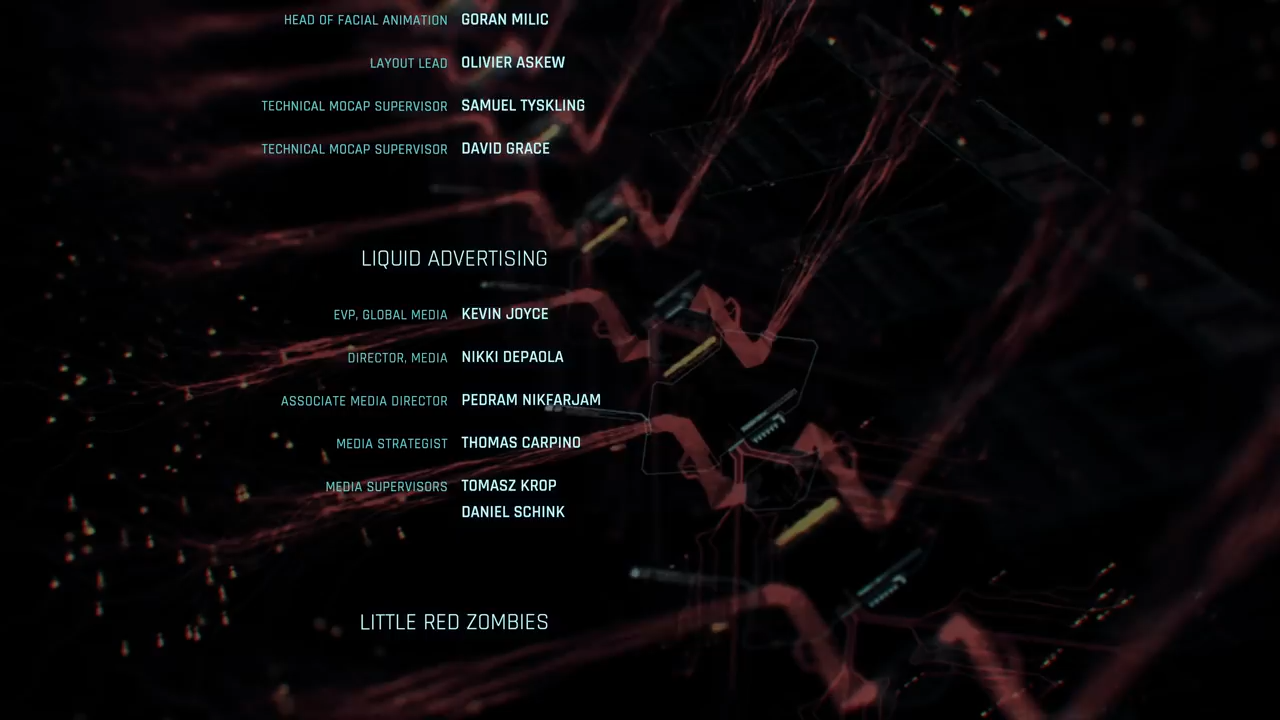 HEAD OF FACIAL ANIMATION GORAN MILIC
LAYOUT LEAD OLIVIER ASKEW
TECHNICAL MOCAP SUPERVISOR SAMUEL TYSKLING
TECHNICAL MOCAP SUPERVISOR DAVID GRACE
LIQUID ADVERTISING
EVP, GLOBAL MEDIA KEVIN JOYCE
DIRECTOR, MEDIA NIKKI DEPAOLA
ASSOCIATE MEDIA DIRECTOR PEDRAM NIKFARJAM
MEDIA STRATEGIST THOMAS CARPINO
MEDIA SUPERVISORS TOMASZ KROP
DANIEL SCHINK
LITTLE RED ZOMBIES